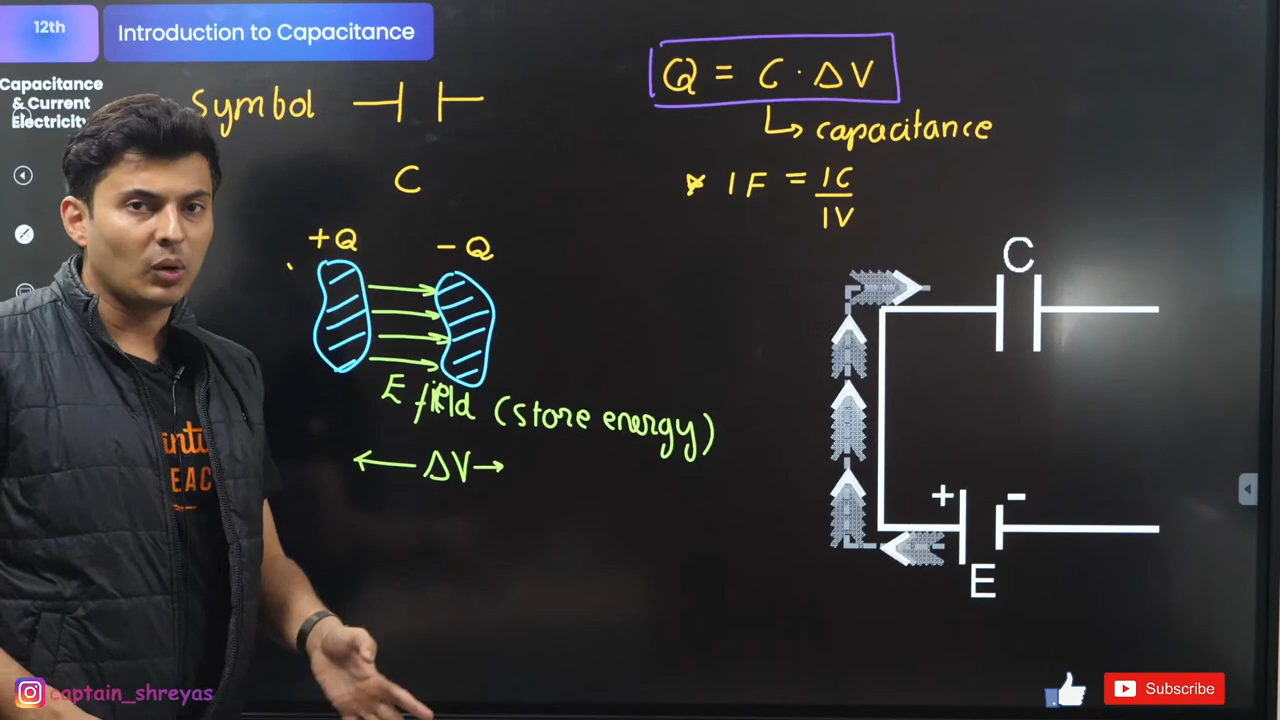 12th
Introduction to Capacitance
Capacitance
& Current
Electricity
Symbol
C
+Q
-Q
E field (store energy)
ΔV
Q = C · ΔV
capacitance
1F = 1C
1V
C
+
-
E
EAC
captain_shreyas
Subscribe